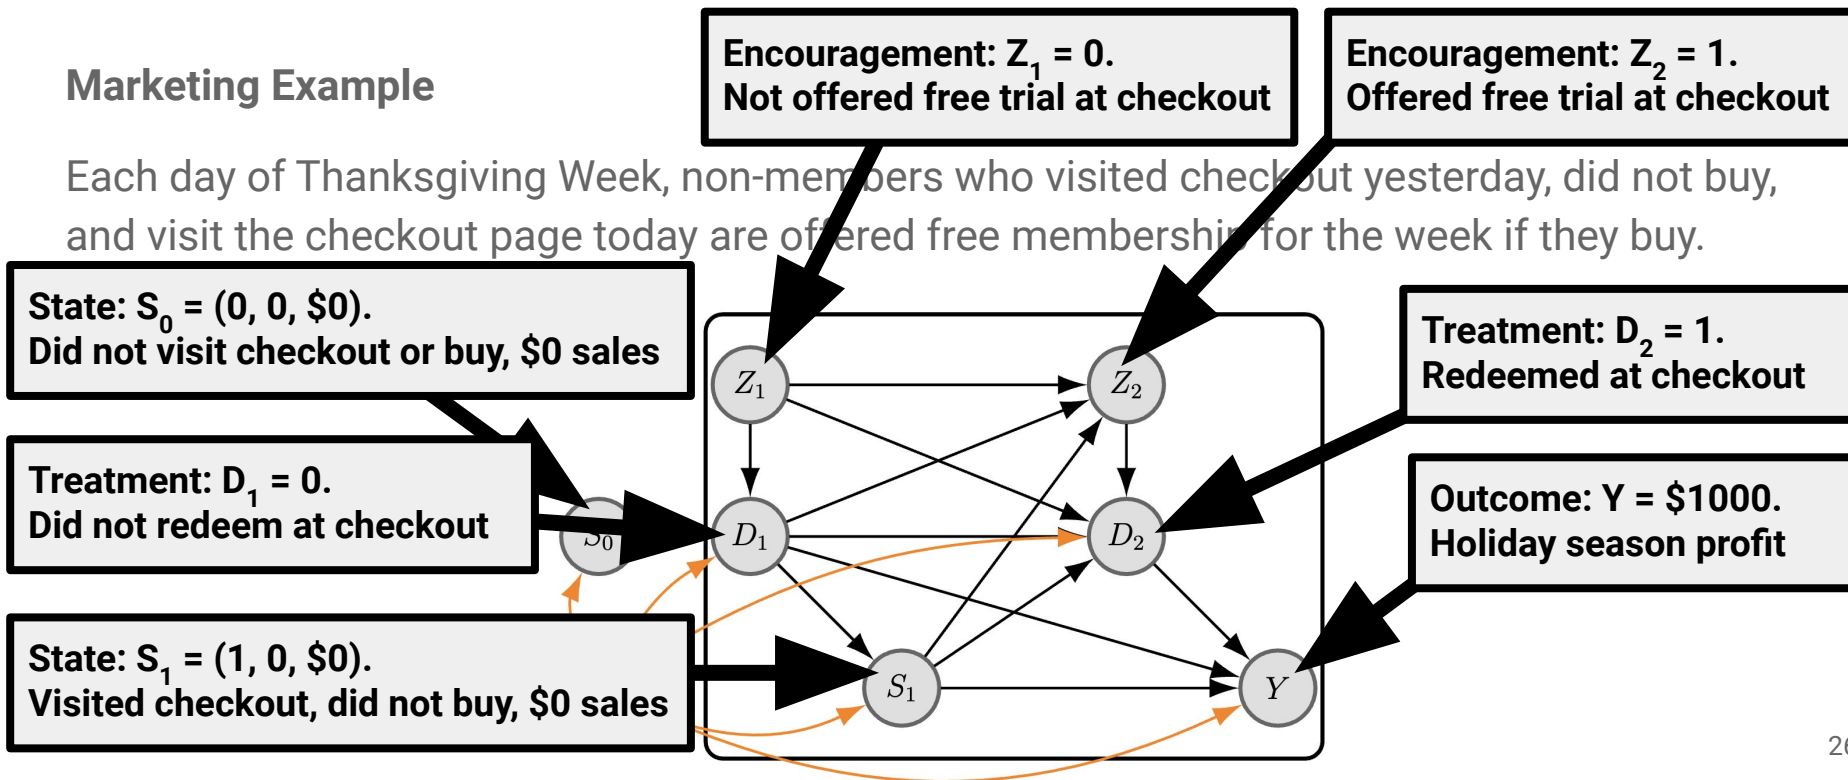 Marketing Example
Encouragement: Z₁ = 0.
Not offered free trial at checkout
Encouragement: Z₂ = 1.
Offered free trial at checkout
Each day of Thanksgiving Week, non-members who visited checkout yesterday, did not buy,
and visit the checkout page today are offered free membership for the week if they buy.
State: S₀ = (0, 0, $0).
Did not visit checkout or buy, $0 sales
Treatment: D₁ = 0.
Did not redeem at checkout
State: S₁ = (1, 0, $0).
Visited checkout, did not buy, $0 sales
Treatment: D₂ = 1.
Redeemed at checkout
Outcome: Y = $1000.
Holiday season profit
Z₁
Z₂
S₀
D₁
D₂
S₁
Y